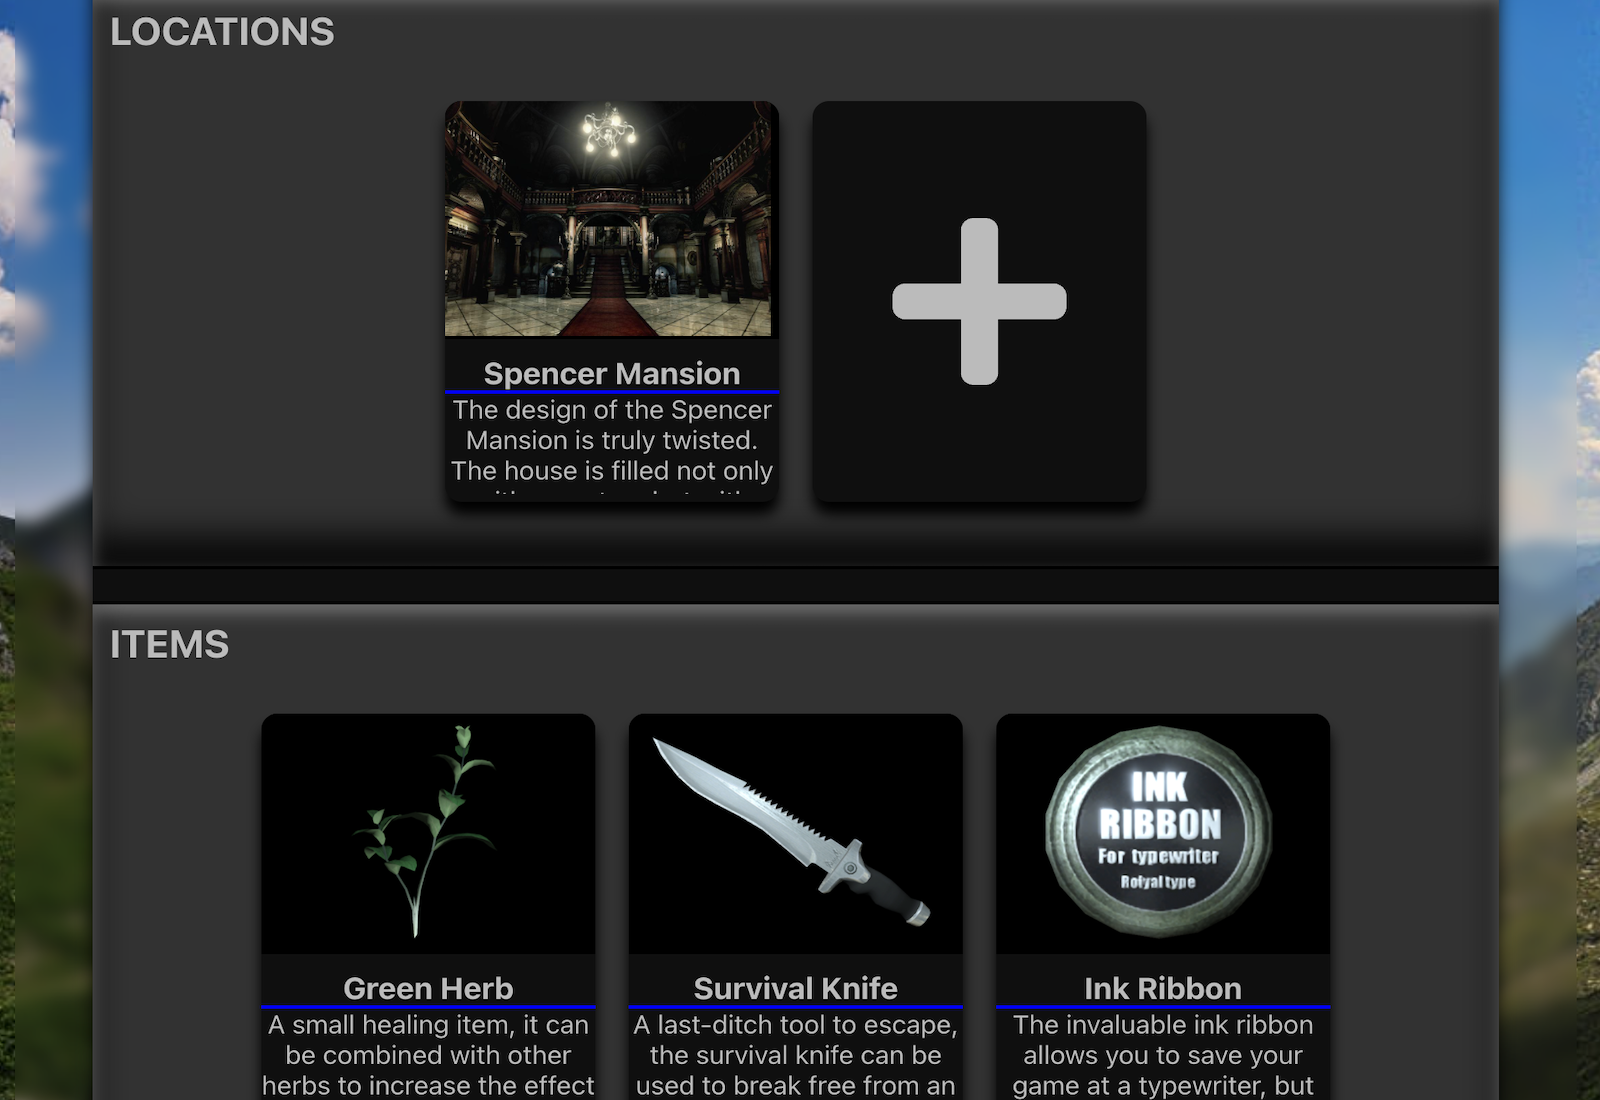 LOCATIONS
Spencer Mansion
The design of the Spencer
Mansion is truly twisted.
The house is filled not only
ITEMS
INK
RIBBON
For typewriter
Rolyal type
Green Herb
Survival Knife
Ink Ribbon
A small healing item, it can
be combined with other
herbs to increase the effect
A last-ditch tool to escape,
the survival knife can be
used to break free from an
The invaluable ink ribbon
allows you to save your
game at a typewriter, but